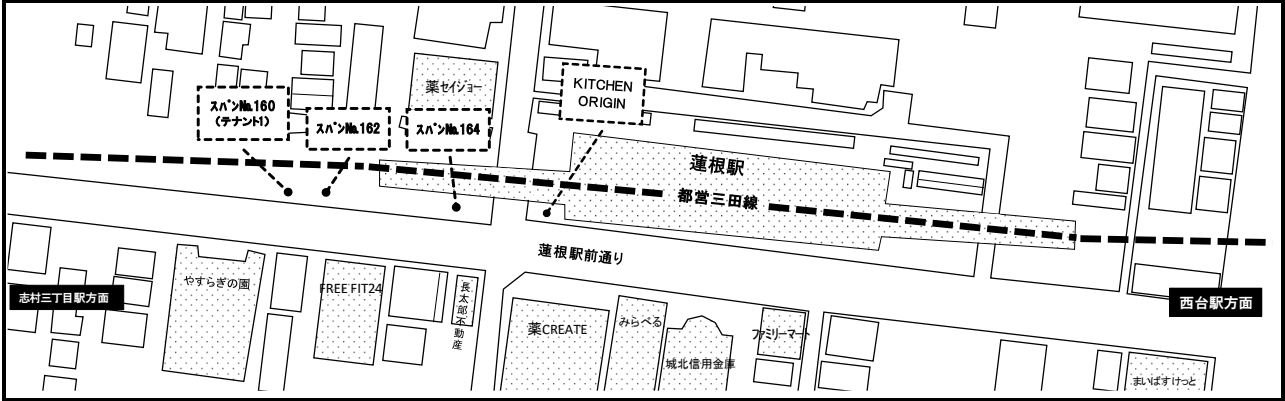 薬セイジョー
KITCHEN
ORIGIN
スパンNo.160
(テナント1)
スパンNo.162
スパンNo.164
蓮根駅
都営三田線
蓮根駅前通り
やすらぎの園
FREE FIT24
長太郎不動産
志村三丁目駅方面
西台駅方面
薬CREATE
みらべる
ファミリーマート
城北信用金庫
まいばすけっと